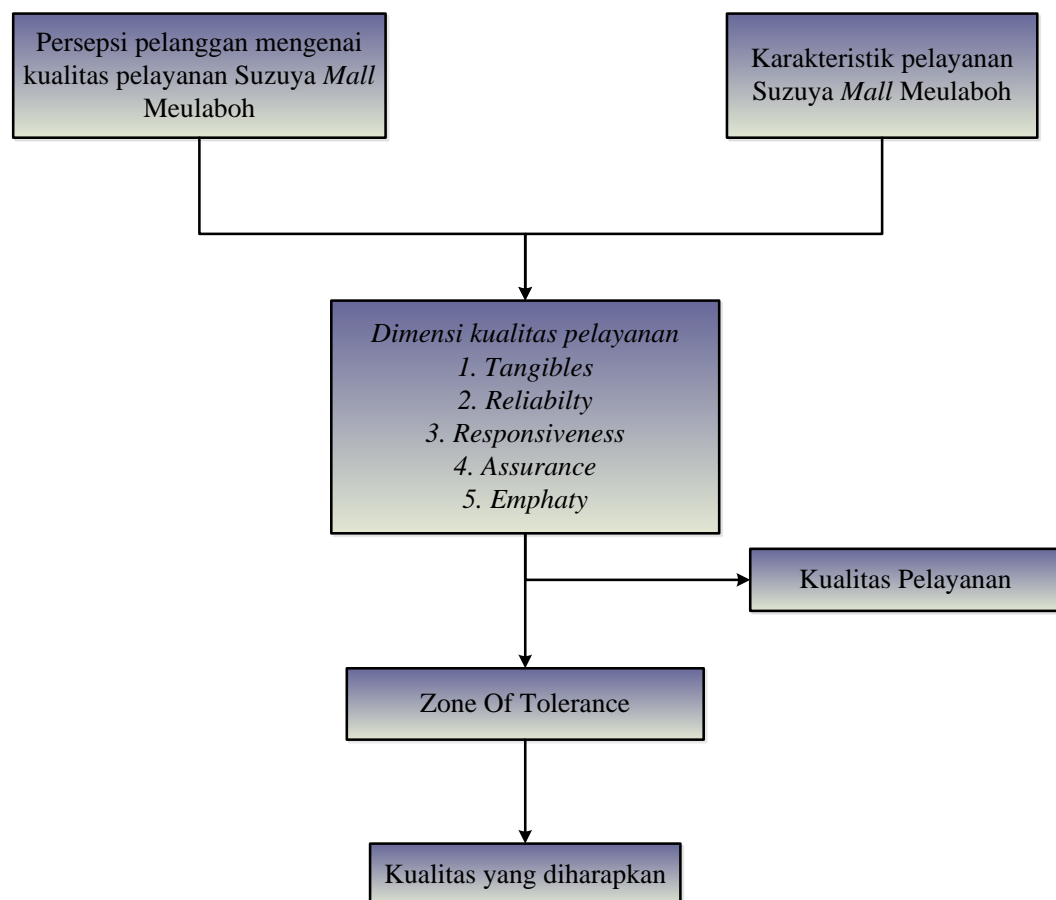 Persepsi pelanggan mengenai
kualitas pelayanan Suzuya Mall
Meulaboh
Karakteristik pelayanan
Suzuya Mall Meulaboh
Dimensi kualitas pelayanan
1. Tangibles
2. Reliabilty
3. Responsiveness
4. Assurance
5. Emphaty
Kualitas Pelayanan
Zone Of Tolerance
Kualitas yang diharapkan